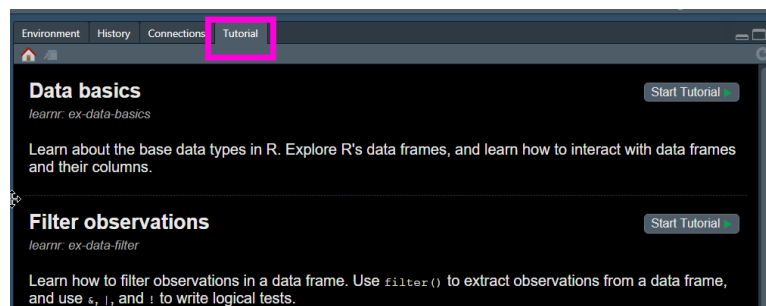 Environment History Connections Tutorial
Data basics
Start Tutorial
learnr: ex-data-basics
Learn about the base data types in R. Explore R's data frames, and learn how to interact with data frames
and their columns.
Filter observations
Start Tutorial
learnr: ex-data-filter
Learn how to filter observations in a data frame. Use filter() to extract observations from a data frame,
and use &, |, and ! to write logical tests.